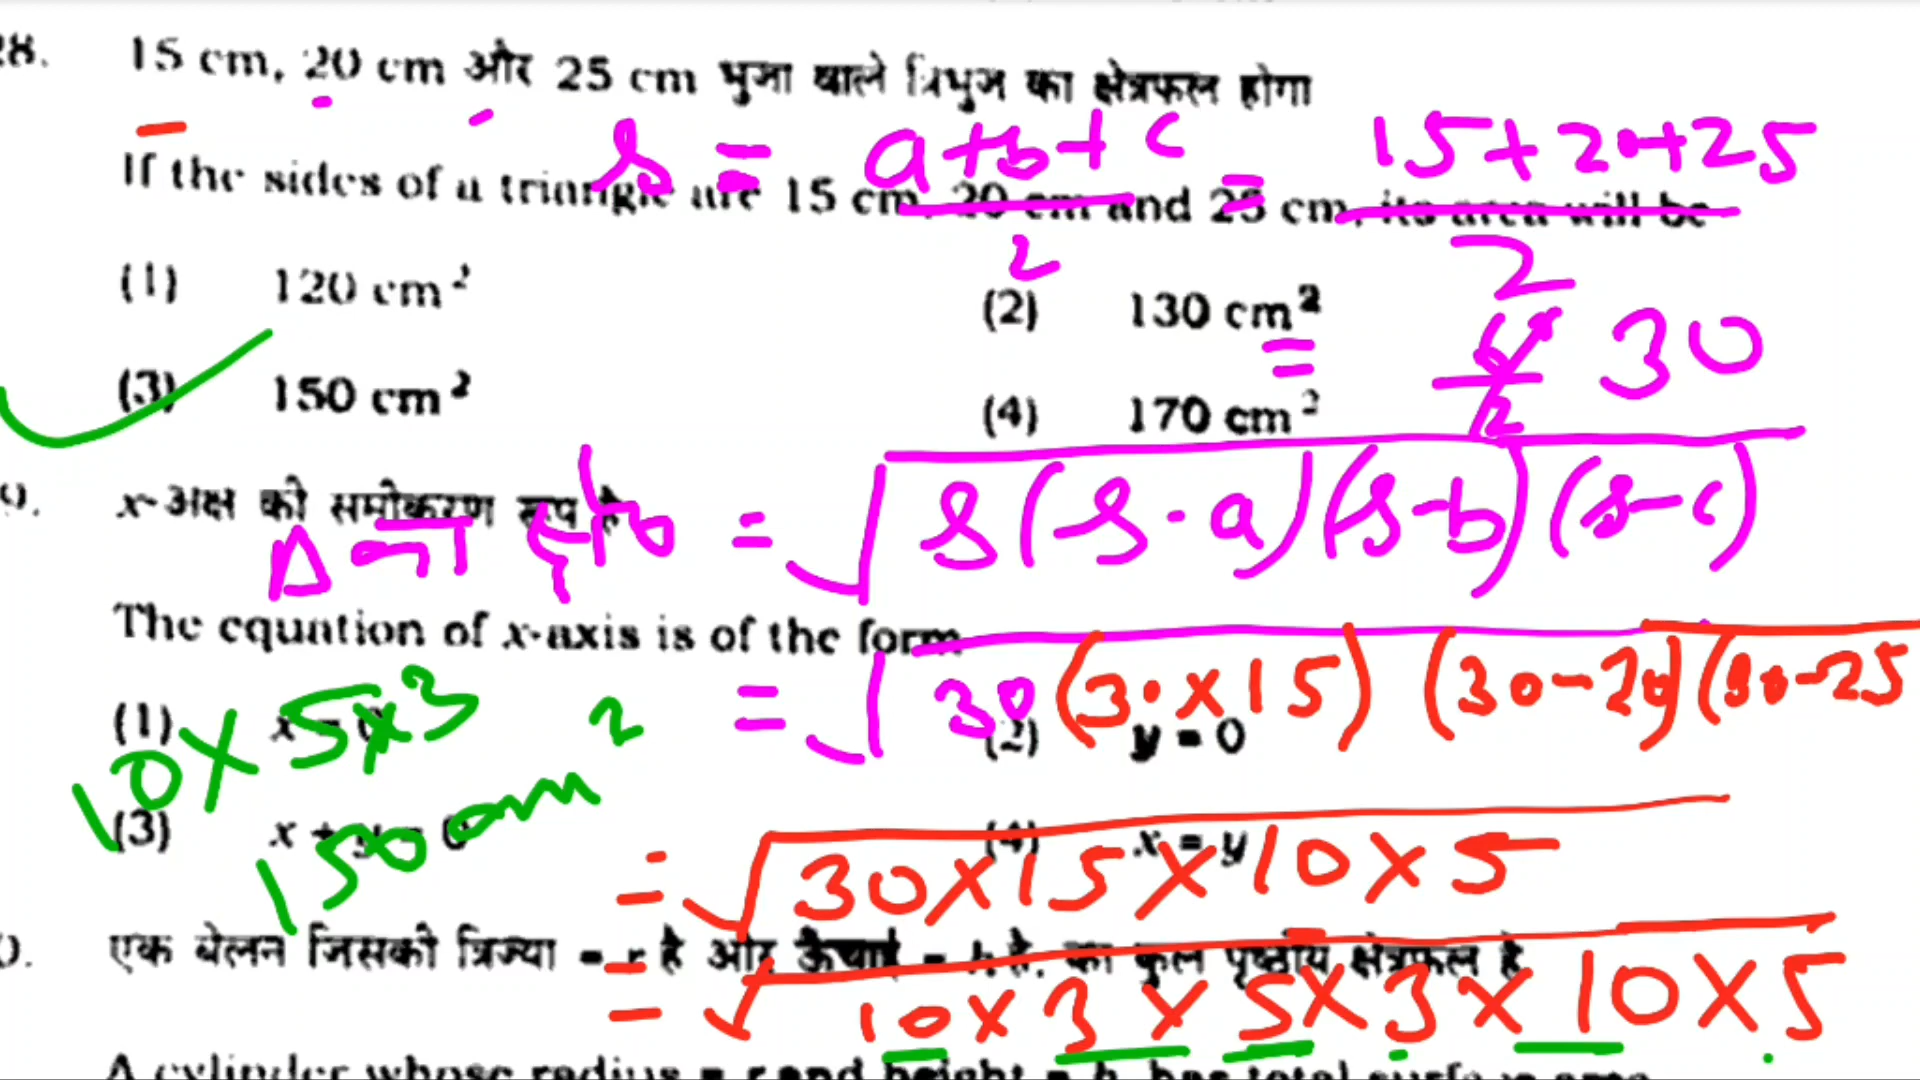 28. 15 cm, 20 cm और 25 cm भुजा वाले त्रिभुज का क्षेत्रफल होगा
s = a+b+c = 15+20+25
If the sides of a triangle are 15 cm, 20 cm and 25 cm, its area will be
2 2
(1) 120 cm² (2) 130 cm²
= 30
(3) 150 cm² (4) 170 cm²
x-अक्ष की समीकरण रूप है
Δ का = √s(s-a)(s-b)(s-c)
The equation of x-axis is of the form
10×5×3 = √30(30×15)(30-20)(30-25
(1) (2) y = 0
150 cm²
(3) (4) x = y
= √30×15×10×5
एक बेलन जिसकी त्रिज्या = r है और ऊँचाई = h है, का कुल पृष्ठीय क्षेत्रफल है
= √10×3×5×3×10×5
A cylinder whose radius = r and height = h, has total surface area